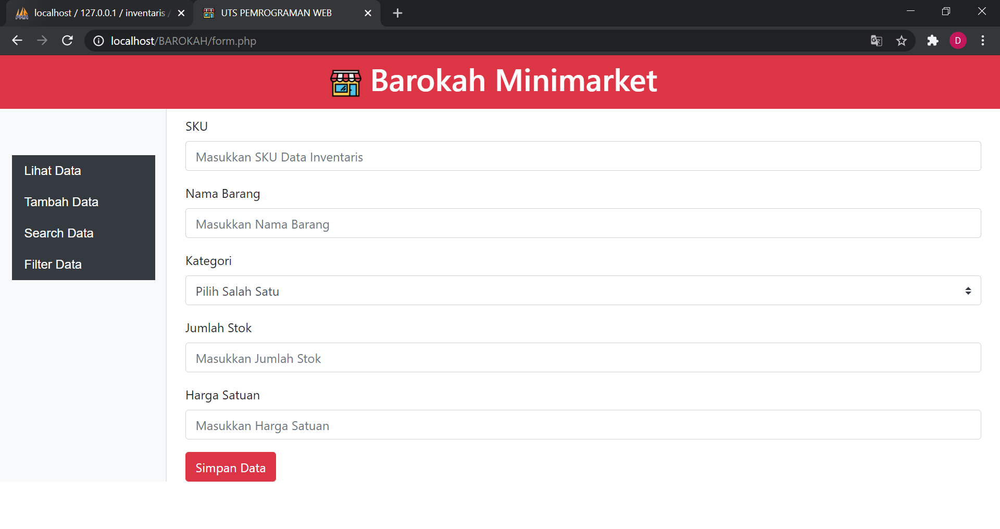 localhost / 127.0.0.1 / inventaris /
UTS PEMROGRAMAN WEB
localhost/BAROKAH/form.php
D
Barokah Minimarket
Lihat Data
Tambah Data
Search Data
Filter Data
SKU
Masukkan SKU Data Inventaris
Nama Barang
Masukkan Nama Barang
Kategori
Pilih Salah Satu
Jumlah Stok
Masukkan Jumlah Stok
Harga Satuan
Masukkan Harga Satuan
Simpan Data